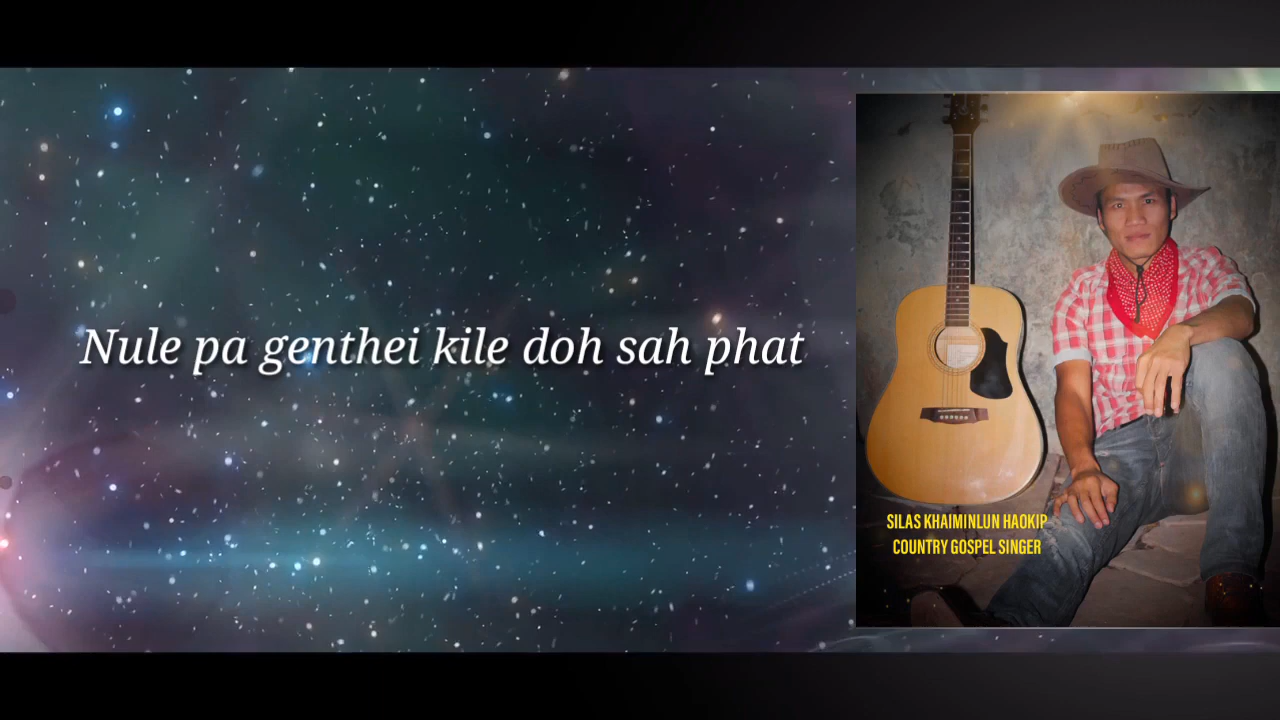 Nule pa genthei kile doh sah phat
SILAS KHAIMINLUN HAOKIP
COUNTRY GOSPEL SINGER